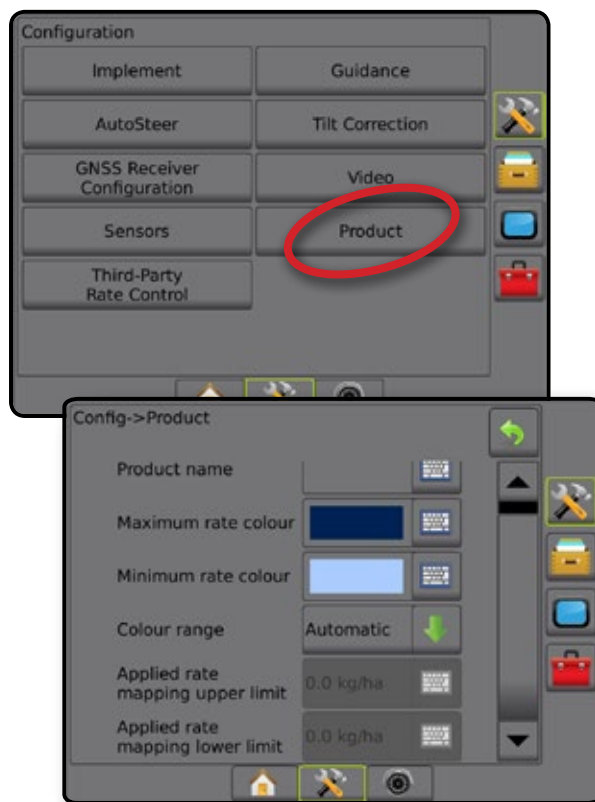 Configuration
Implement
Guidance
AutoSteer
Tilt Correction
GNSS Receiver
Configuration
Video
Sensors
Product
Third-Party
Rate Control
Config->Product
Product name
Maximum rate colour
Minimum rate colour
Colour range
Automatic
Applied rate
mapping upper limit
0.0 kg/ha
Applied rate
mapping lower limit
0.0 kg/ha